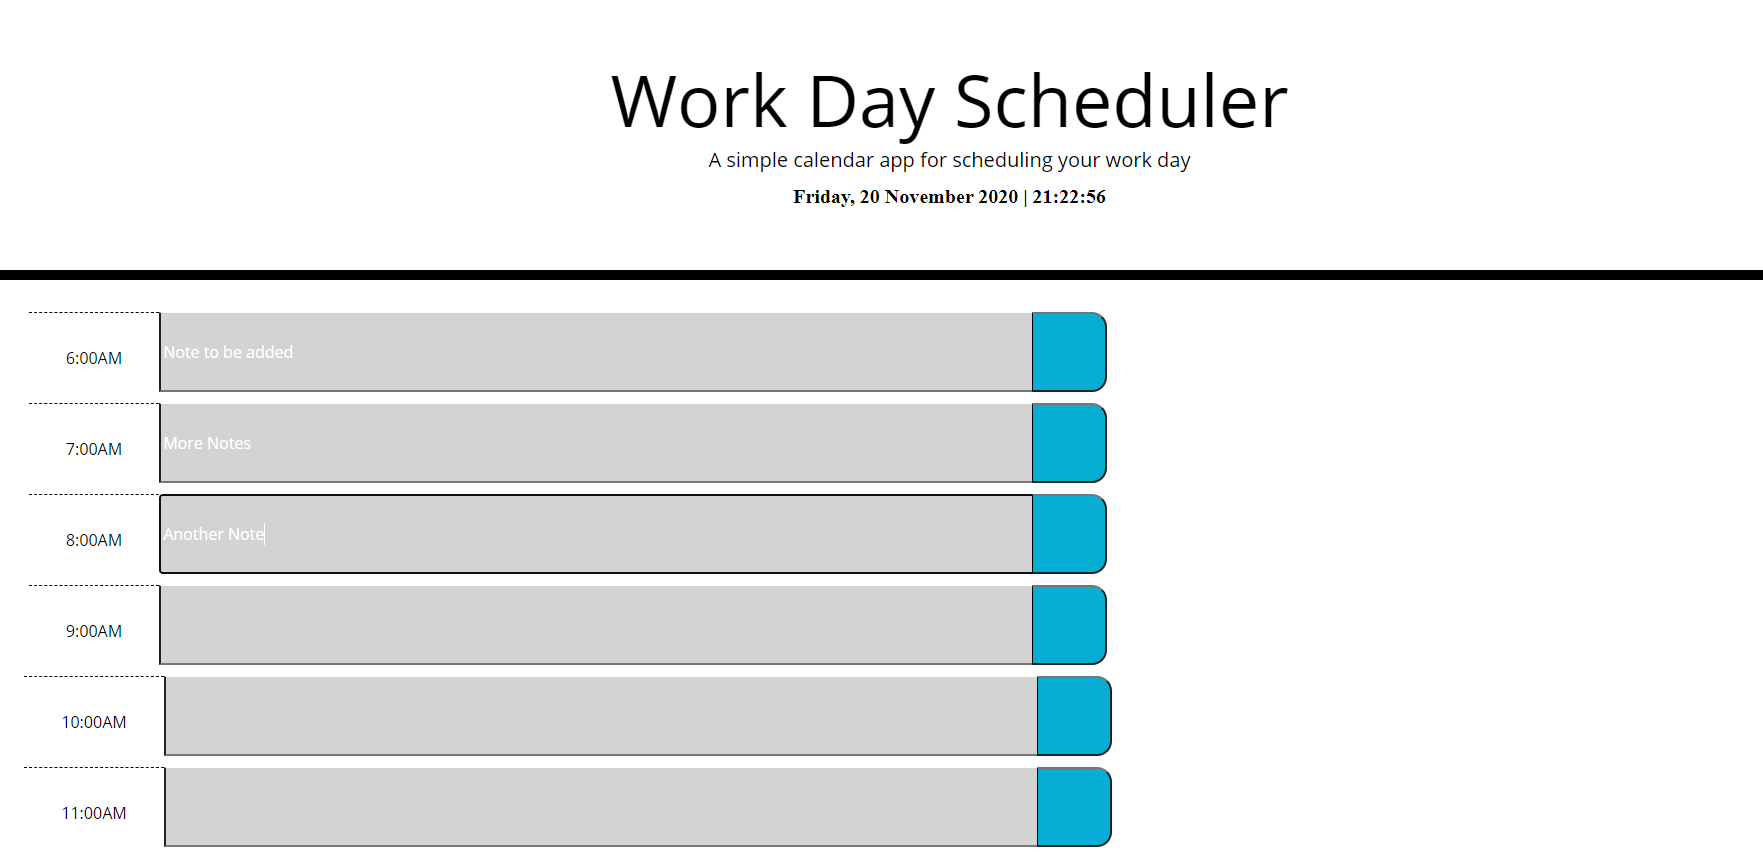 Work Day Scheduler
A simple calendar app for scheduling your work day
Friday, 20 November 2020 | 21:22:56
6:00AM
Note to be added
7:00AM
More Notes
8:00AM
Another Note
9:00AM
10:00AM
11:00AM